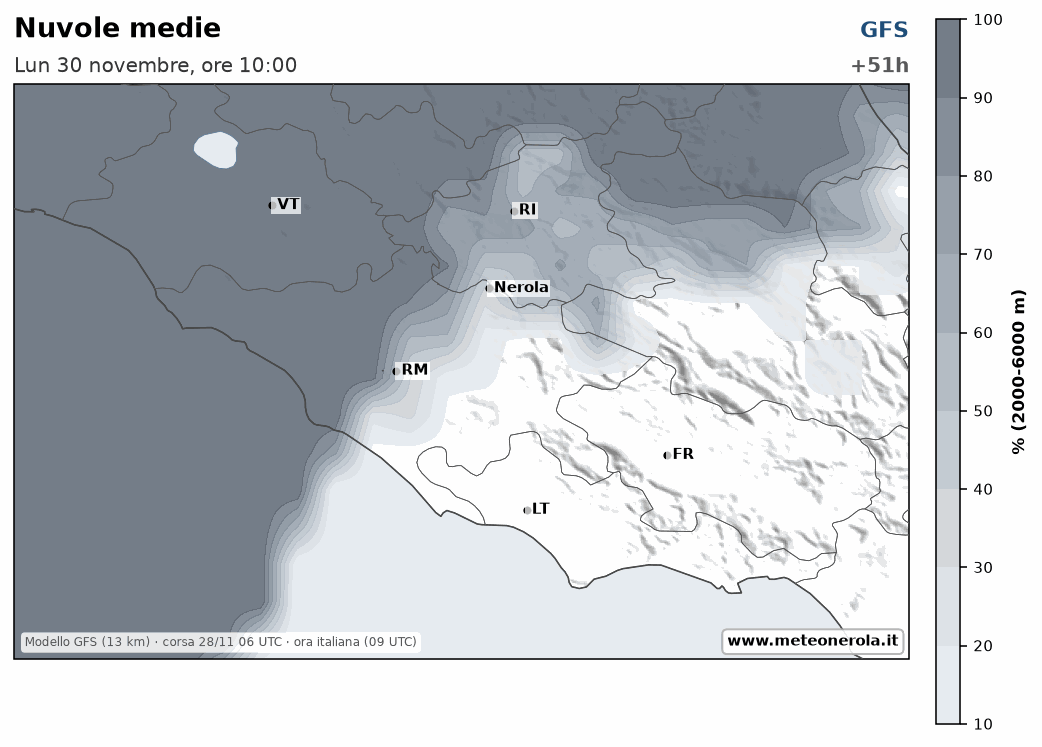 Nuvole medie
GFS
Lun 30 novembre, ore 10:00
+51h
VT
RI
Nerola
RM
FR
LT
Modello GFS (13 km) · corsa 28/11 06 UTC · ora italiana (09 UTC)
www.meteonerola.it
100
90
80
70
60
50
40
30
20
10
% (2000-6000 m)